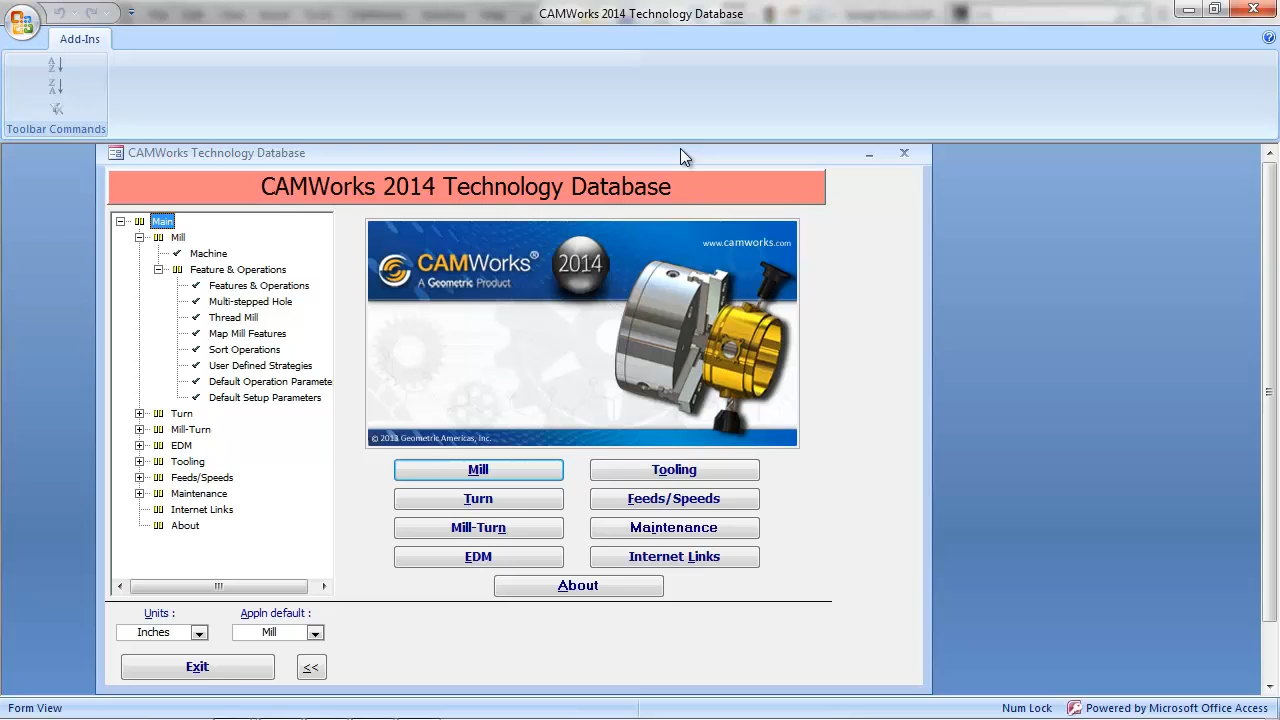 CAMWorks 2014 Technology Database
Add-Ins
A
Z
Z
A
Toolbar Commands
CAMWorks Technology Database
CAMWorks 2014 Technology Database
Main
Mill
Machine
Feature & Operations
Features & Operations
Multi-stepped Hole
Thread Mill
Map Mill Features
Sort Operations
User Defined Strategies
Default Operation Paramete
Default Setup Parameters
Turn
Mill-Turn
EDM
Tooling
Feeds/Speeds
Maintenance
Internet Links
About
www.camworks.com
CAMWorks® 2014
A Geometric Product
© 2013 Geometric Americas, Inc.
Mill
Tooling
Turn
Feeds/Speeds
Mill-Turn
Maintenance
EDM
Internet Links
About
Units :
Appln default :
Inches
Mill
Exit
<<
Form View
Num Lock
Powered by Microsoft Office Access